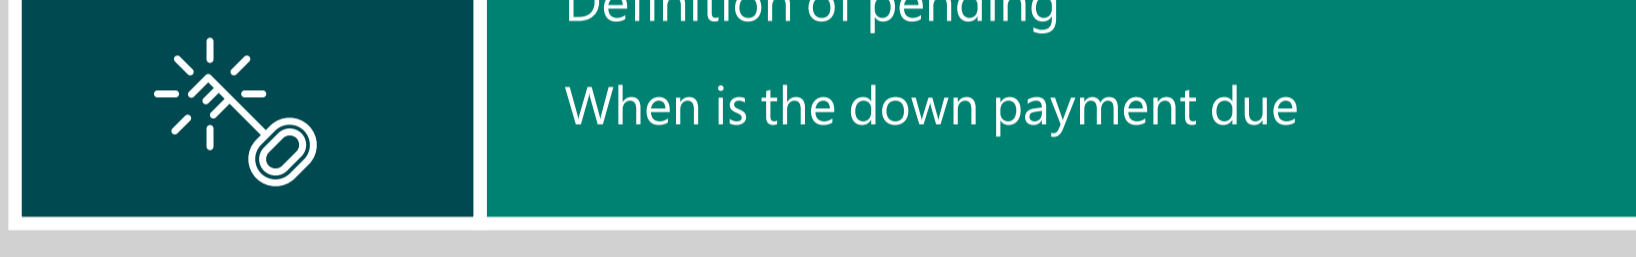 Definition of pending
When is the down payment due